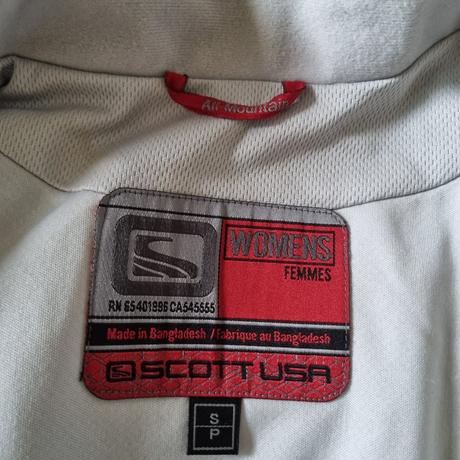 All Mountain
WOMENS
FEMMES
RN 65401996 CA545555
Made in Bangladesh / Fabrique au Bangladesh
SCOTT USA
S
P